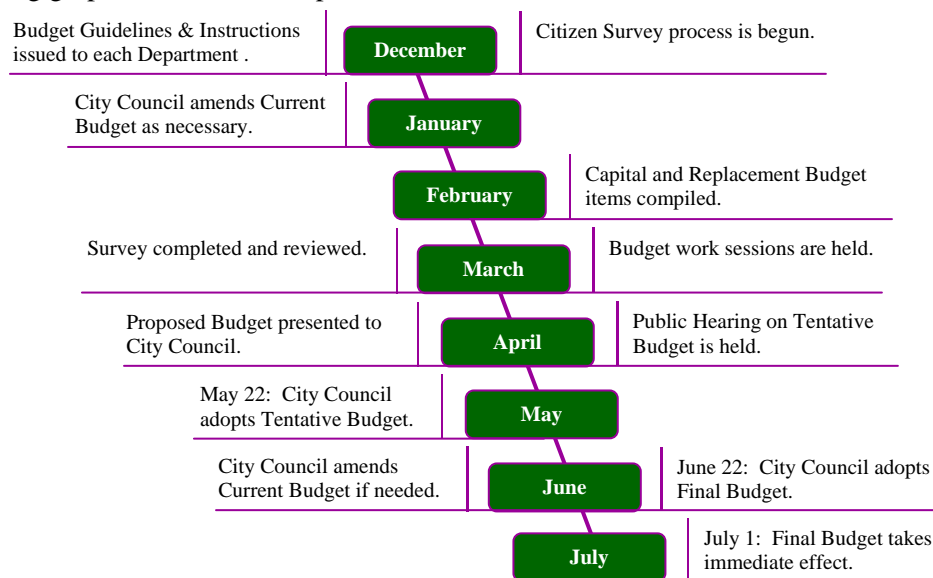 Budget Guidelines & Instructions
issued to each Department .
December
Citizen Survey process is begun.
City Council amends Current
Budget as necessary.
January
February
Capital and Replacement Budget
items compiled.
Survey completed and reviewed.
March
Budget work sessions are held.
Proposed Budget presented to
City Council.
April
Public Hearing on Tentative
Budget is held.
May 22:  City Council
adopts Tentative Budget.
May
City Council amends
Current Budget if needed.
June
June 22:  City Council adopts
Final Budget.
July
July 1:  Final Budget takes
immediate effect.